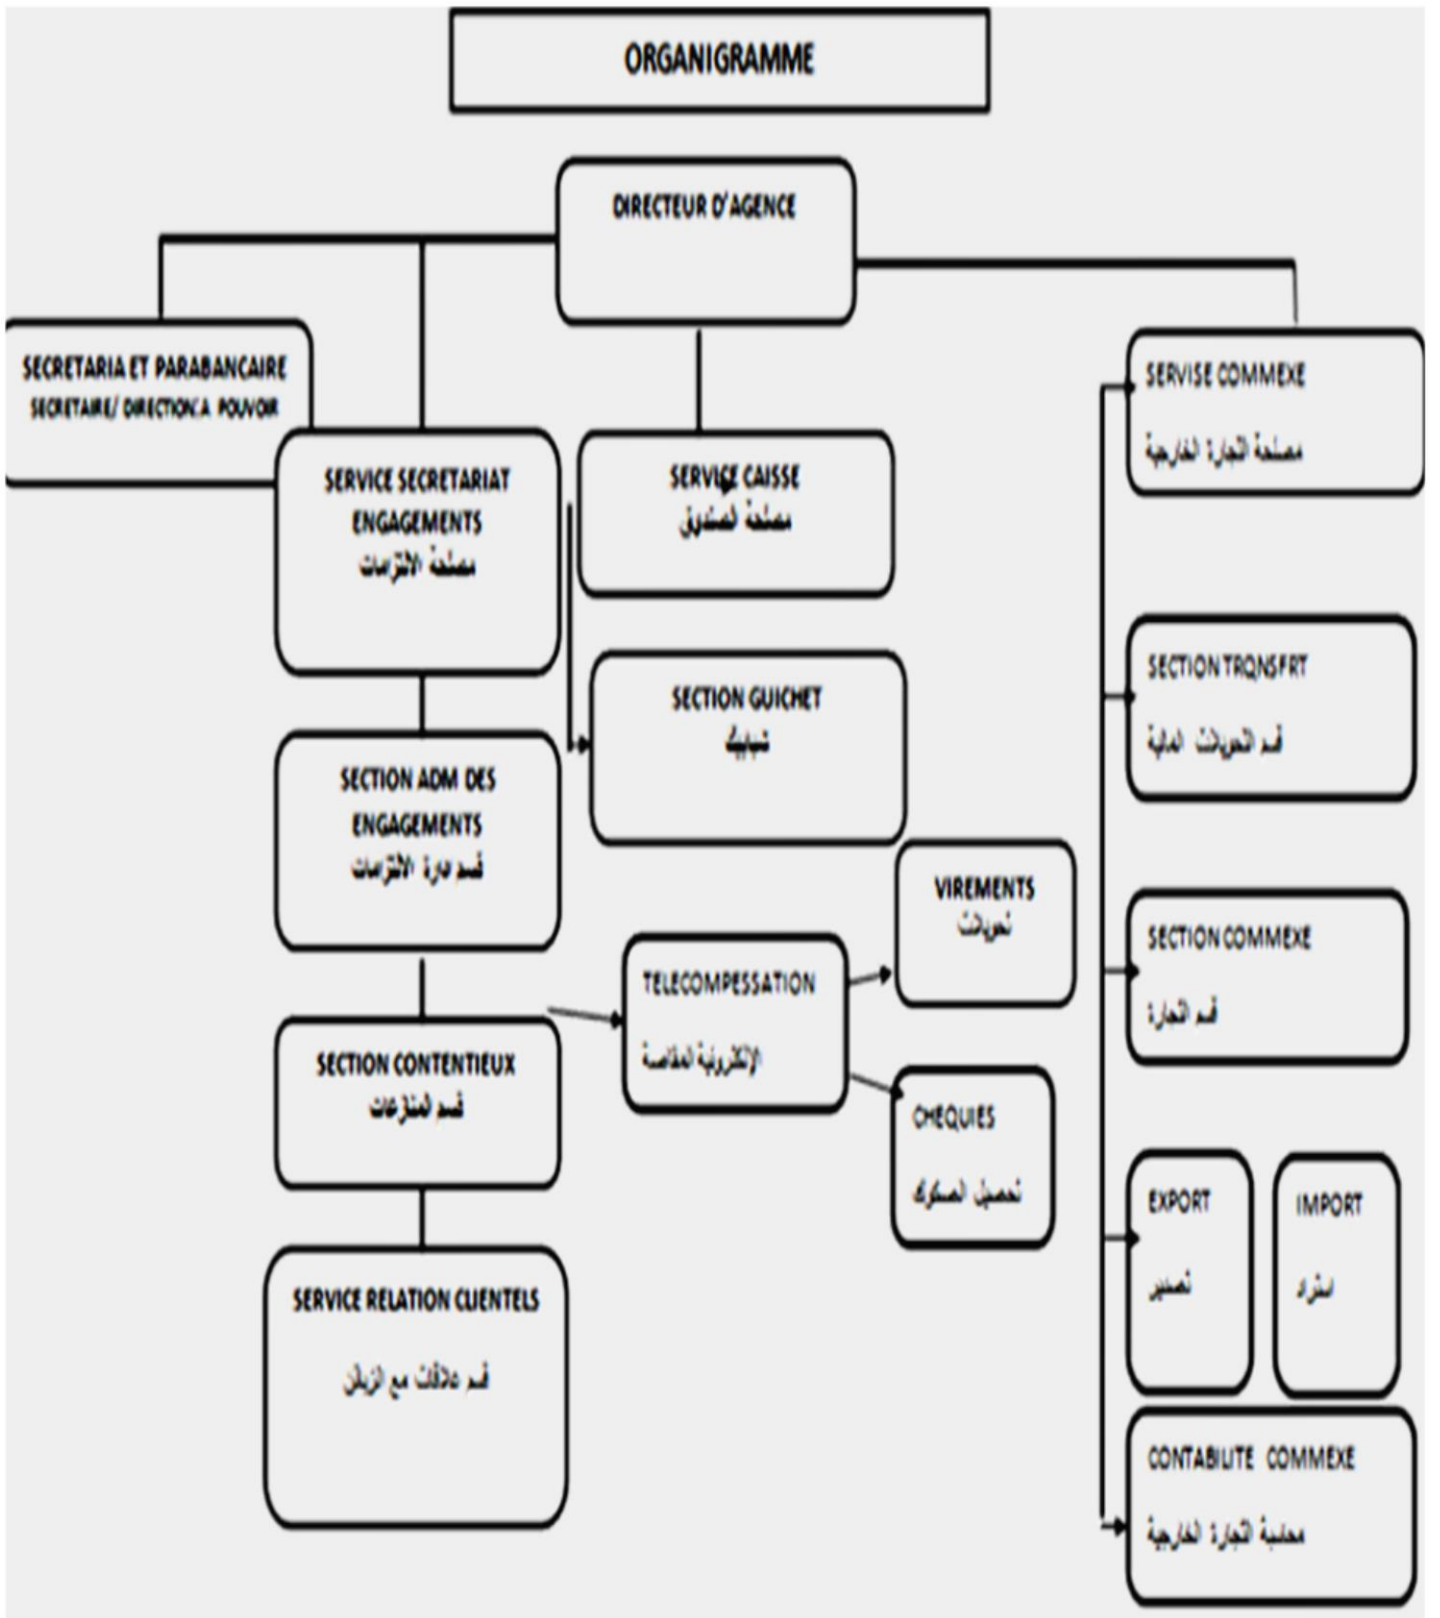 ORGANIGRAMME
DIRECTEUR D'AGENCE
SECRETARIA ET PARABANCAIRE
SECRETAIRE/ DIRECTION.A POUVOIR
SERVICE SECRETARIAT
ENGAGEMENTS
مصلحة الالتزامات
SERVICE CAISSE
مصلحة الصندوق
SERVISE COMMEXE
مصلحة التجارة الخارجية
SECTION GUICHET
شبابيك
SECTION TRQNSFRT
قسم التحويلات المالية
SECTION ADM DES
ENGAGEMENTS
قسم دارة الالتزامات
VIREMENTS
تحويلات
TELECOMPESSATION
الإلكترونية المقاصة
SECTION COMMEXE
قسم التجارة
SECTION CONTENTIEUX
قسم المنازعات
CHEQUIES
تحصيل الصكوك
EXPORT
تصدير
IMPORT
استراد
SERVICE RELATION CLIENTELS
قسم علاقات مع الزبائن
CONTABILITE COMMEXE
محاسبة التجارة الخارجية